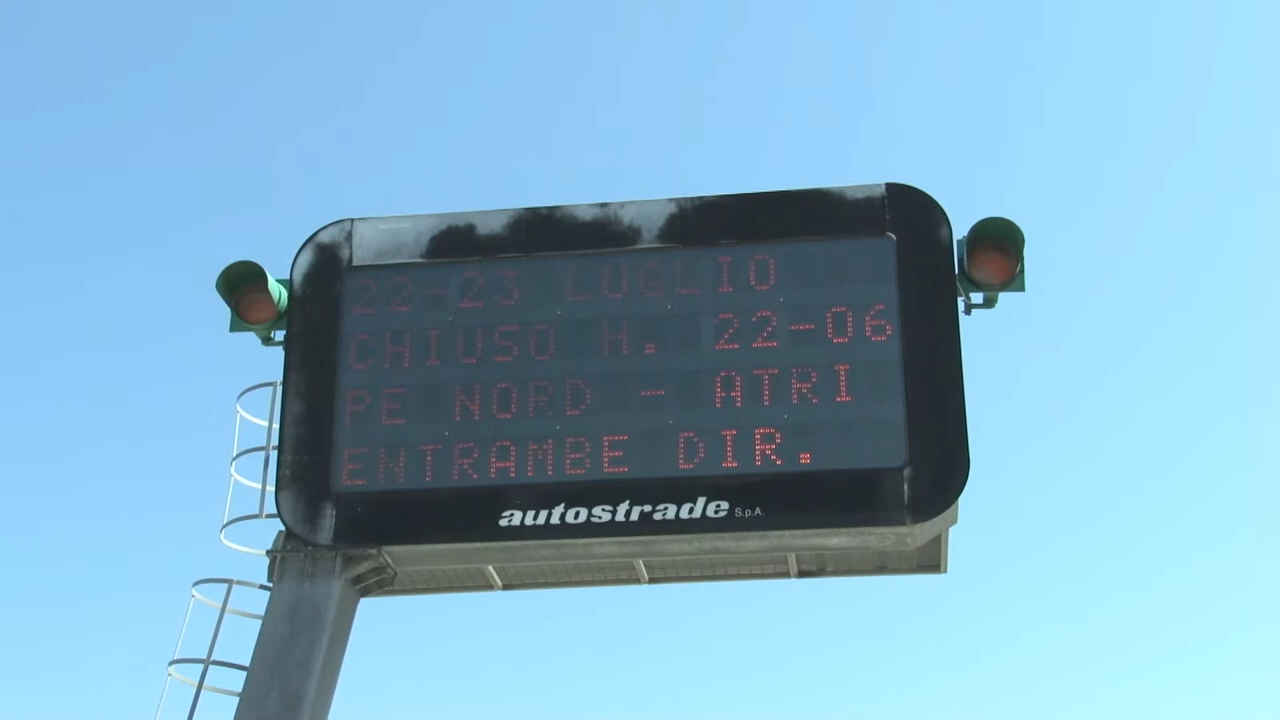 22-23 LUGLIO
CHIUSO H. 22-06
PE NORD - ATRI
ENTRAMBE DIR.
autostrade S.p.A.